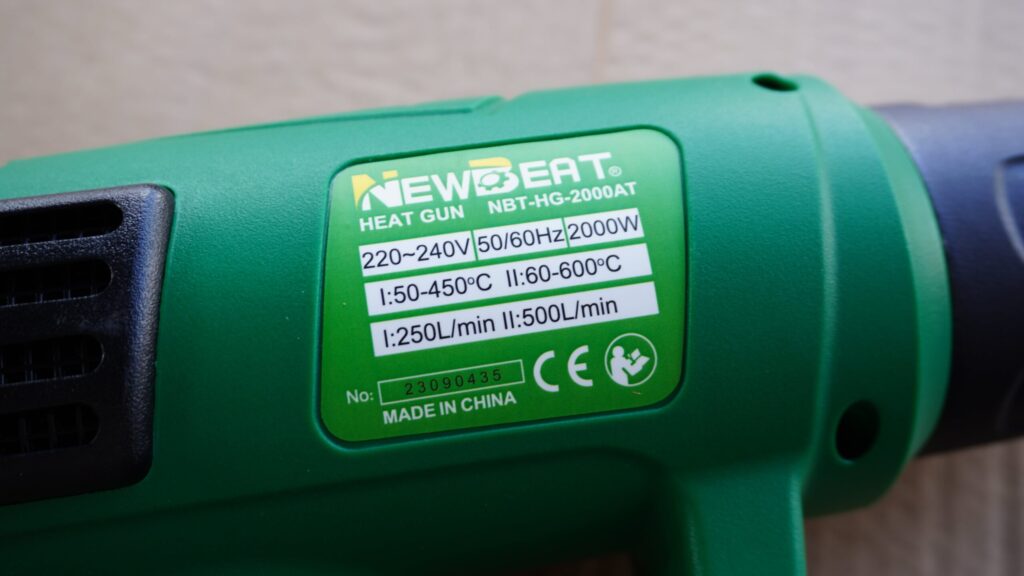 NEWBEAT®
HEAT GUN NBT-HG-2000AT
220~240V 50/60Hz 2000W
I:50-450°C II:60-600°C
I:250L/min II:500L/min
No: 23090435 CE
MADE IN CHINA